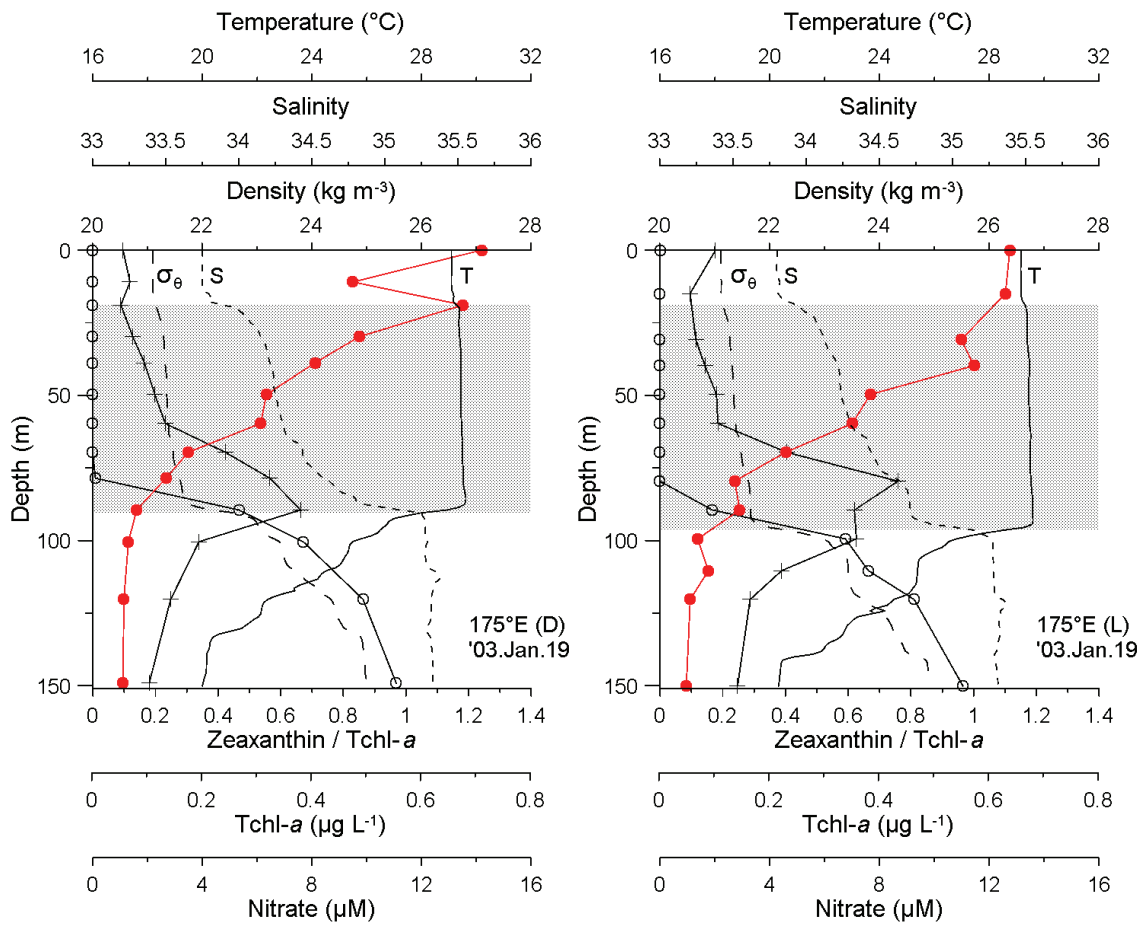 Temperature (°C)
16 20 24 28 32
Salinity
33 33.5 34 34.5 35 35.5 36
Density (kg m-3)
20 22 24 26 28
0
50
100
150
Depth (m)
σθ S T
175°E (D)
'03.Jan.19
0 0.2 0.4 0.6 0.8 1 1.2 1.4
Zeaxanthin / Tchl-a
0 0.2 0.4 0.6 0.8
Tchl-a (µg L-1)
0 4 8 12 16
Nitrate (µM)
Temperature (°C)
16 20 24 28 32
Salinity
33 33.5 34 34.5 35 35.5 36
Density (kg m-3)
20 22 24 26 28
0
50
100
150
Depth (m)
σθ S T
175°E (L)
'03.Jan.19
0 0.2 0.4 0.6 0.8 1 1.2 1.4
Zeaxanthin / Tchl-a
0 0.2 0.4 0.6 0.8
Tchl-a (µg L-1)
0 4 8 12 16
Nitrate (µM)